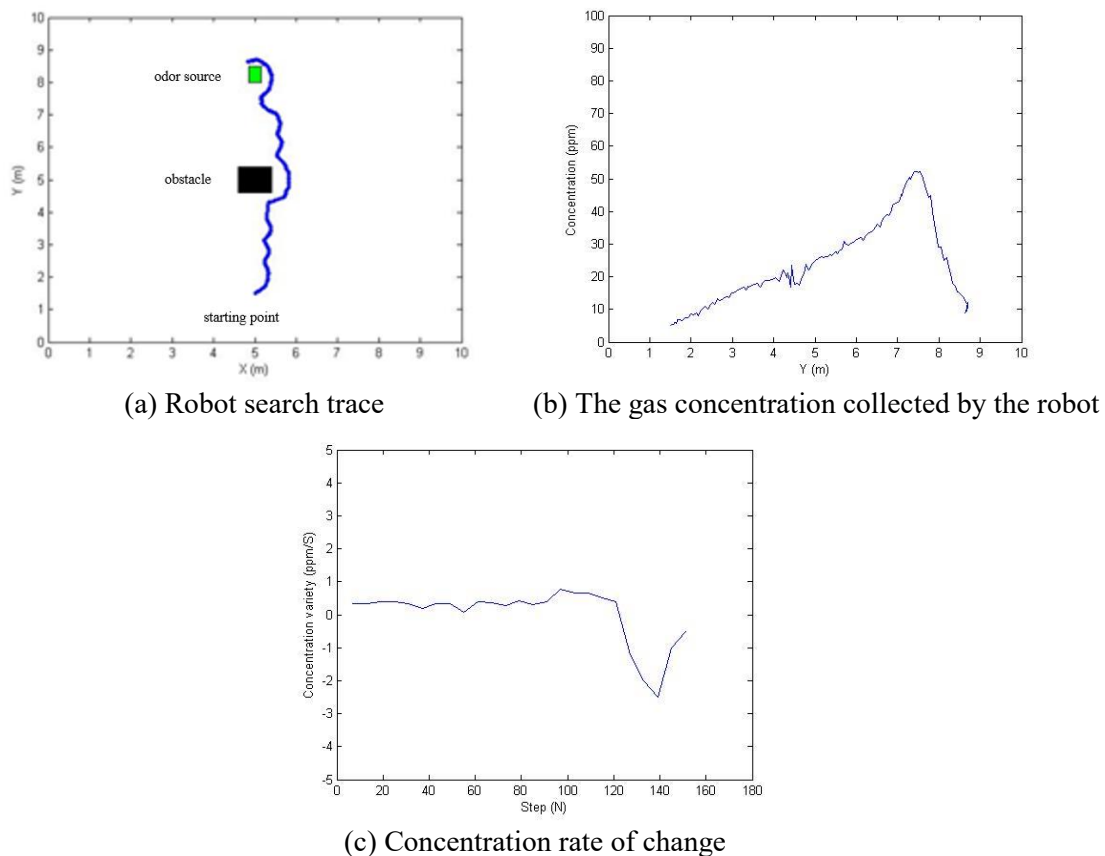 10
9
8
7
6
5
4
3
2
1
0
Y (m)
odor source
obstacle
starting point
0 1 2 3 4 5 6 7 8 9 10
X (m)
(a) Robot search trace
100
90
80
70
60
50
40
30
20
10
0
Concentration (ppm)
0 1 2 3 4 5 6 7 8 9 10
Y (m)
(b) The gas concentration collected by the robot
5
4
3
2
1
0
-1
-2
-3
-4
-5
Concentration variety (ppm/S)
0 20 40 60 80 100 120 140 160 180
Step (N)
(c) Concentration rate of change